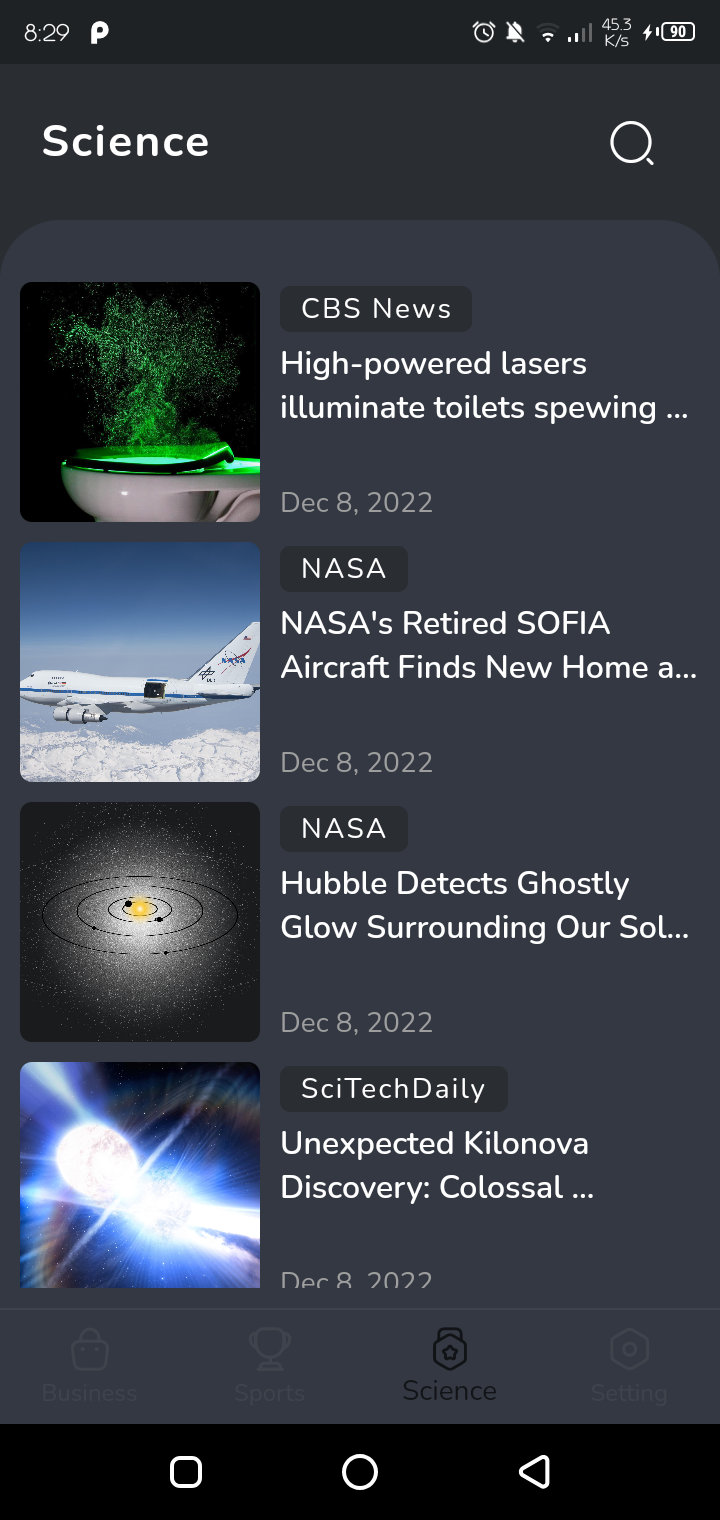 8:29
45.3
K/s
90
Science
CBS News
High-powered lasers
illuminate toilets spewing ...
Dec 8, 2022
NASA
NASA's Retired SOFIA
Aircraft Finds New Home a...
Dec 8, 2022
NASA
NASA
Hubble Detects Ghostly
Glow Surrounding Our Sol...
Dec 8, 2022
SciTechDaily
Unexpected Kilonova
Discovery: Colossal ...
Dec 8, 2022
Business
Sports
Science
Setting